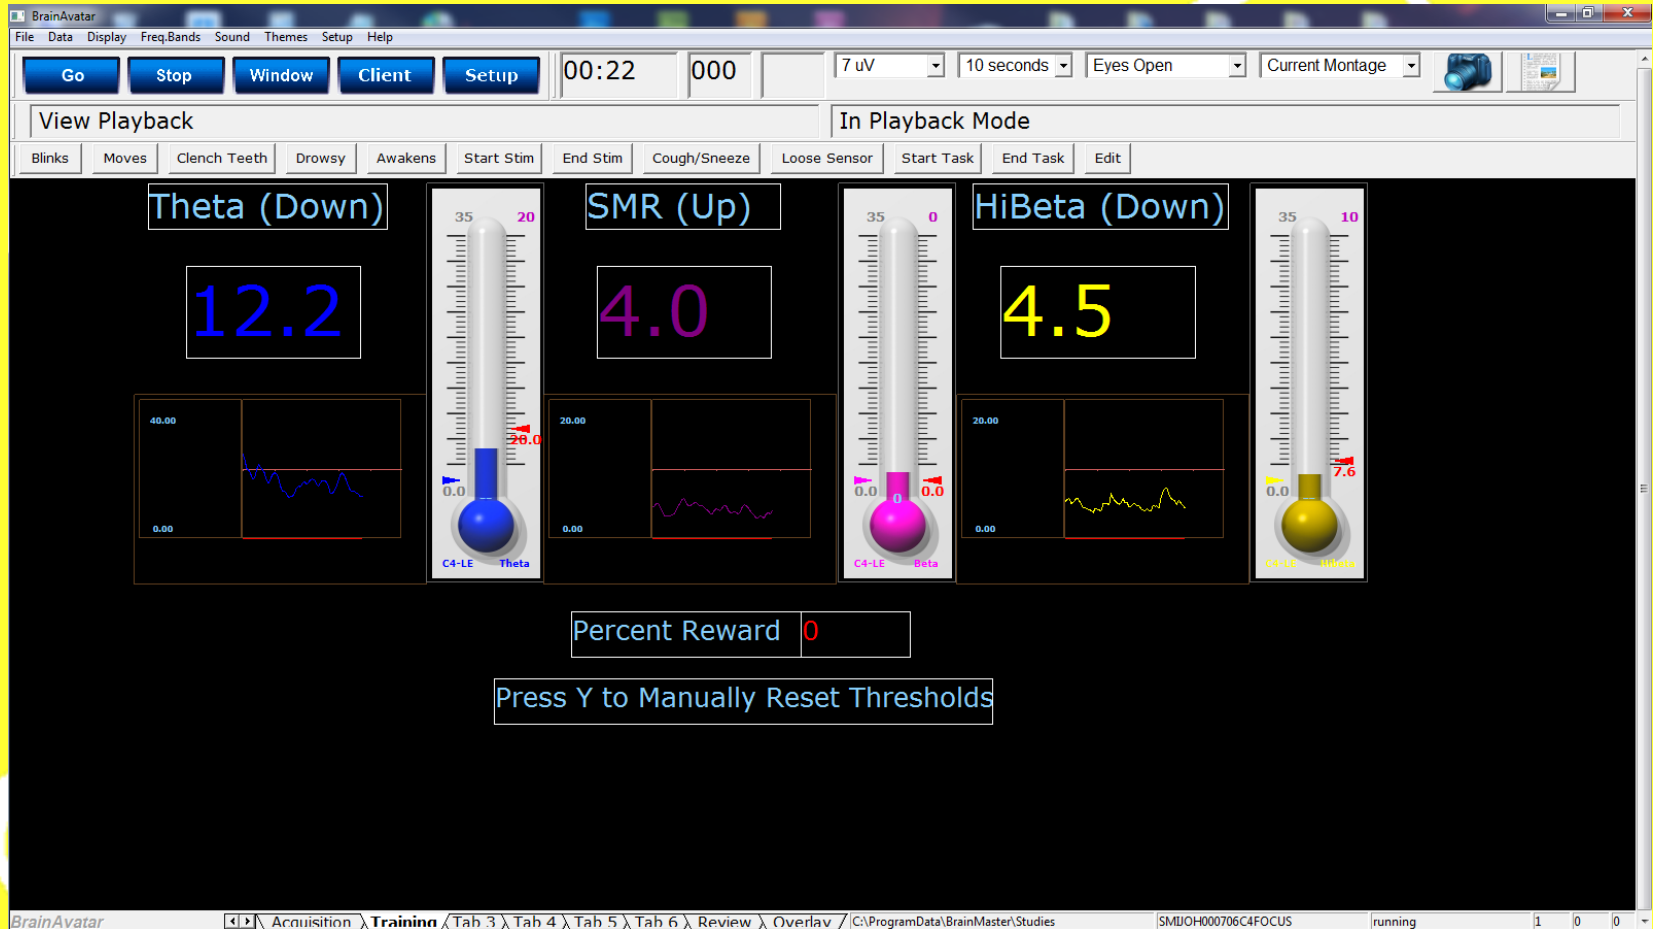 BrainAvatar
File Data Display Freq.Bands Sound Themes Setup Help
Go Stop Window Client Setup 00:22 000 7 uV 10 seconds Eyes Open Current Montage
View Playback In Playback Mode
Blinks Moves Clench Teeth Drowsy Awakens Start Stim End Stim Cough/Sneeze Loose Sensor Start Task End Task Edit
Theta (Down) 35 20 SMR (Up) 35 0 HiBeta (Down) 35 10
12.2 4.0 4.5
40.00 20.0 20.00 20.00
7.6
0.0 0.0 0.0 0.0
0
0.00 0.00 0.00
C4-LE Theta C4-LE Beta C4-LE Hibeta
Percent Reward 0
Press Y to Manually Reset Thresholds
BrainAvatar Acquisition Training Tab 3 Tab 4 Tab 5 Tab 6 Review Overlay C:\ProgramData\BrainMaster\Studies SMIJOH000706C4FOCUS running 1 0 0